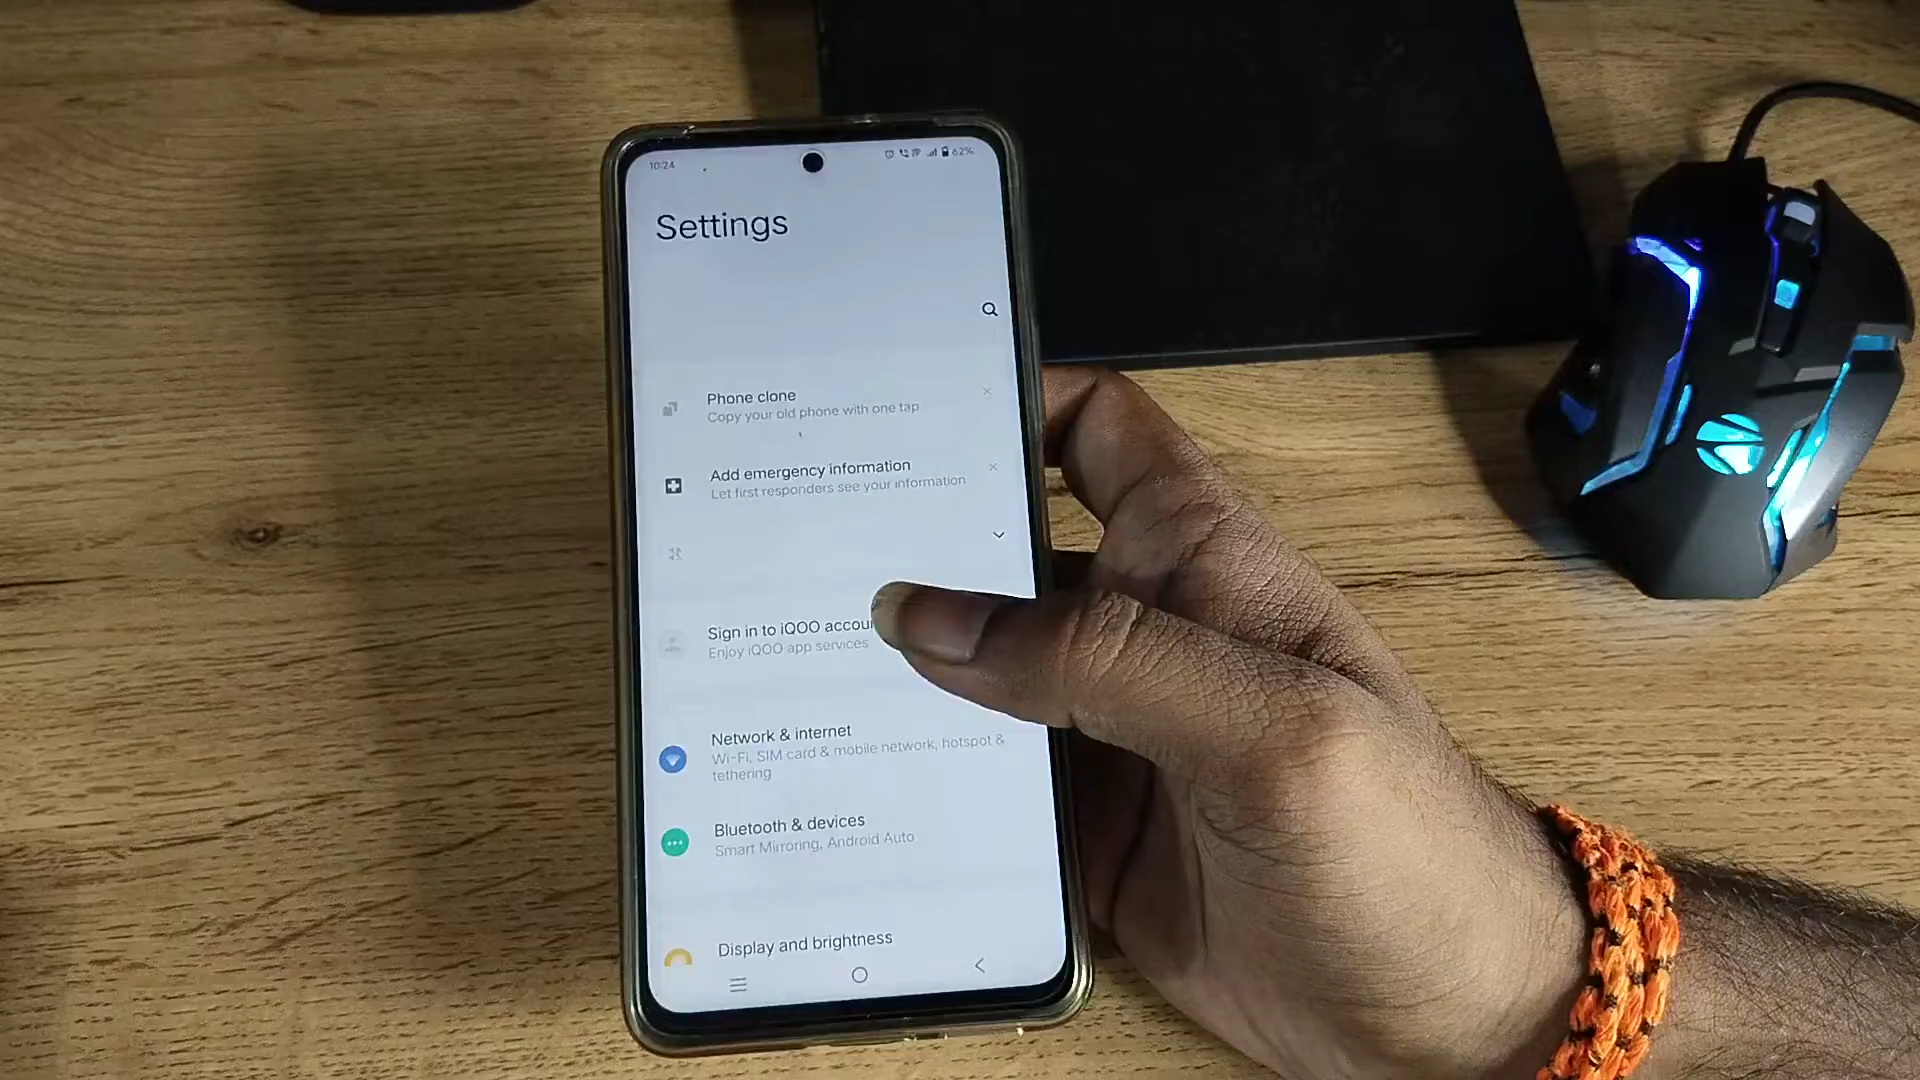 10:24
62%
Settings
Phone clone
Copy your old phone with one tap
Add emergency information
Let first responders see your information
Sign in to iQOO accou
Enjoy iQOO app services
Network & internet
Wi-Fi, SIM card & mobile network, hotspot &
tethering
Bluetooth & devices
Smart Mirroring, Android Auto
Display and brightness